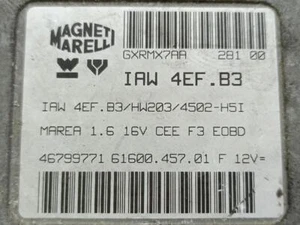 MAGNETI
MARELLI
GXRMX7AA 281 00
IAW 4EF.B3
IAW 4EF.B3/HW203/4502-H5I
MAREA 1.6 16V CEE F3 EOBD
46799771 61600.457.01 F 12V=